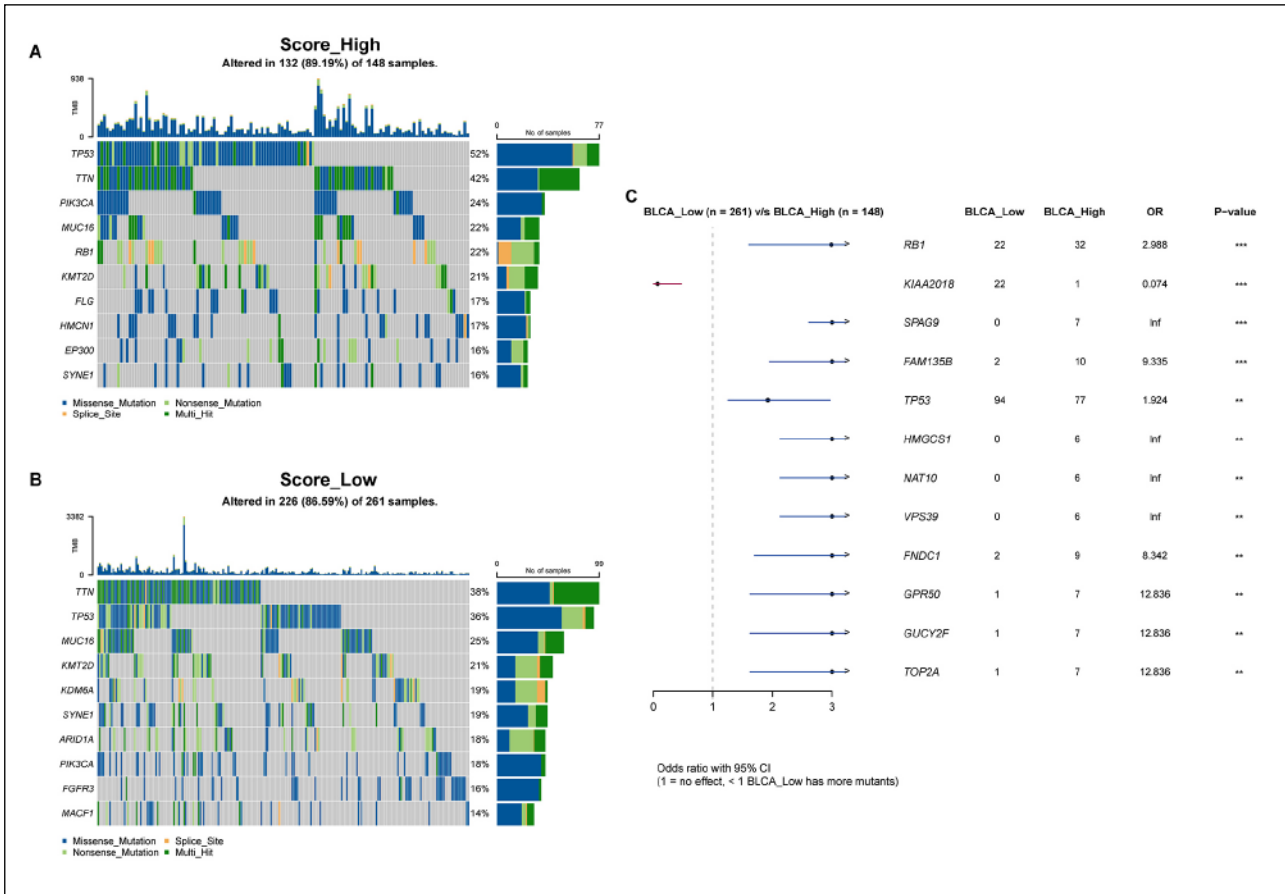 A
Score_High
Altered in 132 (89.19%) of 148 samples.
938
TMB
0
0 77
No. of samples
TP53 52%
TTN 42%
PIK3CA 24%
MUC16 22%
RB1 22%
KMT2D 21%
FLG 17%
HMCN1 17%
EP300 16%
SYNE1 16%
Missense_Mutation Nonsense_Mutation
Splice_Site Multi_Hit
B
Score_Low
Altered in 226 (86.59%) of 261 samples.
3382
TMB
0
0 99
No. of samples
TTN 38%
TP53 36%
MUC16 25%
KMT2D 21%
KDM6A 19%
SYNE1 19%
ARID1A 18%
PIK3CA 18%
FGFR3 16%
MACF1 14%
Missense_Mutation Splice_Site
Nonsense_Mutation Multi_Hit
C
BLCA_Low (n = 261) v/s BLCA_High (n = 148) BLCA_Low BLCA_High OR P-value
RB1 22 32 2.988 ***
KIAA2018 22 1 0.074 ***
SPAG9 0 7 Inf ***
FAM135B 2 10 9.335 ***
TP53 94 77 1.924 **
HMGCS1 0 6 Inf **
NAT10 0 6 Inf **
VPS39 0 6 Inf **
FNDC1 2 9 8.342 **
GPR50 1 7 12.836 **
GUCY2F 1 7 12.836 **
TOP2A 1 7 12.836 **
0 1 2 3
Odds ratio with 95% CI
(1 = no effect, < 1 BLCA_Low has more mutants)